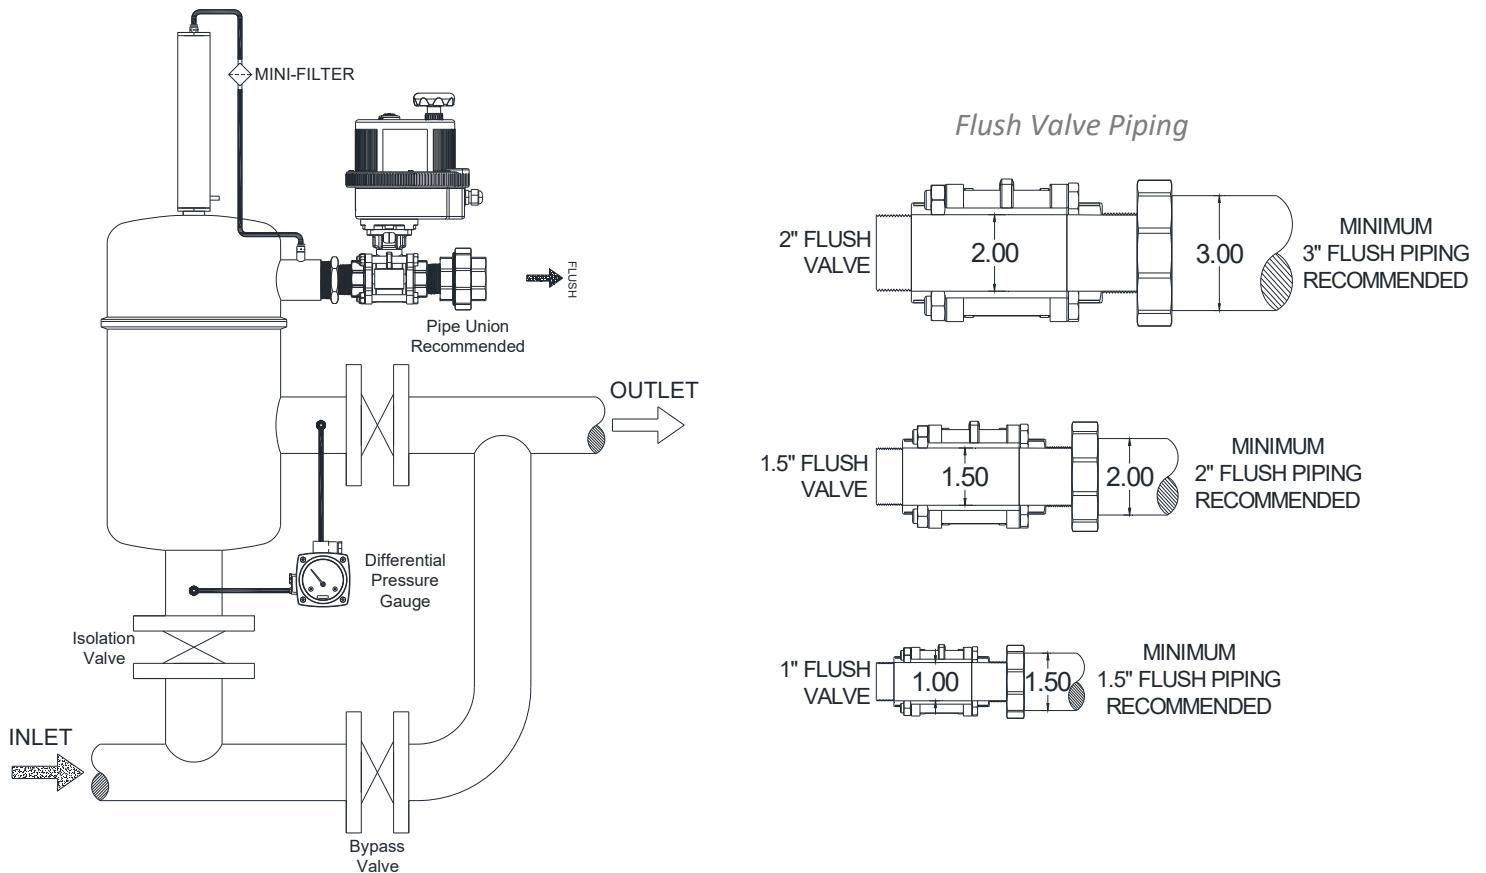 MINI-FILTER
FLUSH
Pipe Union
Recommended
OUTLET
Differential
Pressure
Gauge
Isolation
Valve
INLET
Bypass
Valve
Flush Valve Piping
2" FLUSH
VALVE
2.00
3.00
MINIMUM
3" FLUSH PIPING
RECOMMENDED
1.5" FLUSH
VALVE
1.50
2.00
MINIMUM
2" FLUSH PIPING
RECOMMENDED
1" FLUSH
VALVE
1.00
1.50
MINIMUM
1.5" FLUSH PIPING
RECOMMENDED